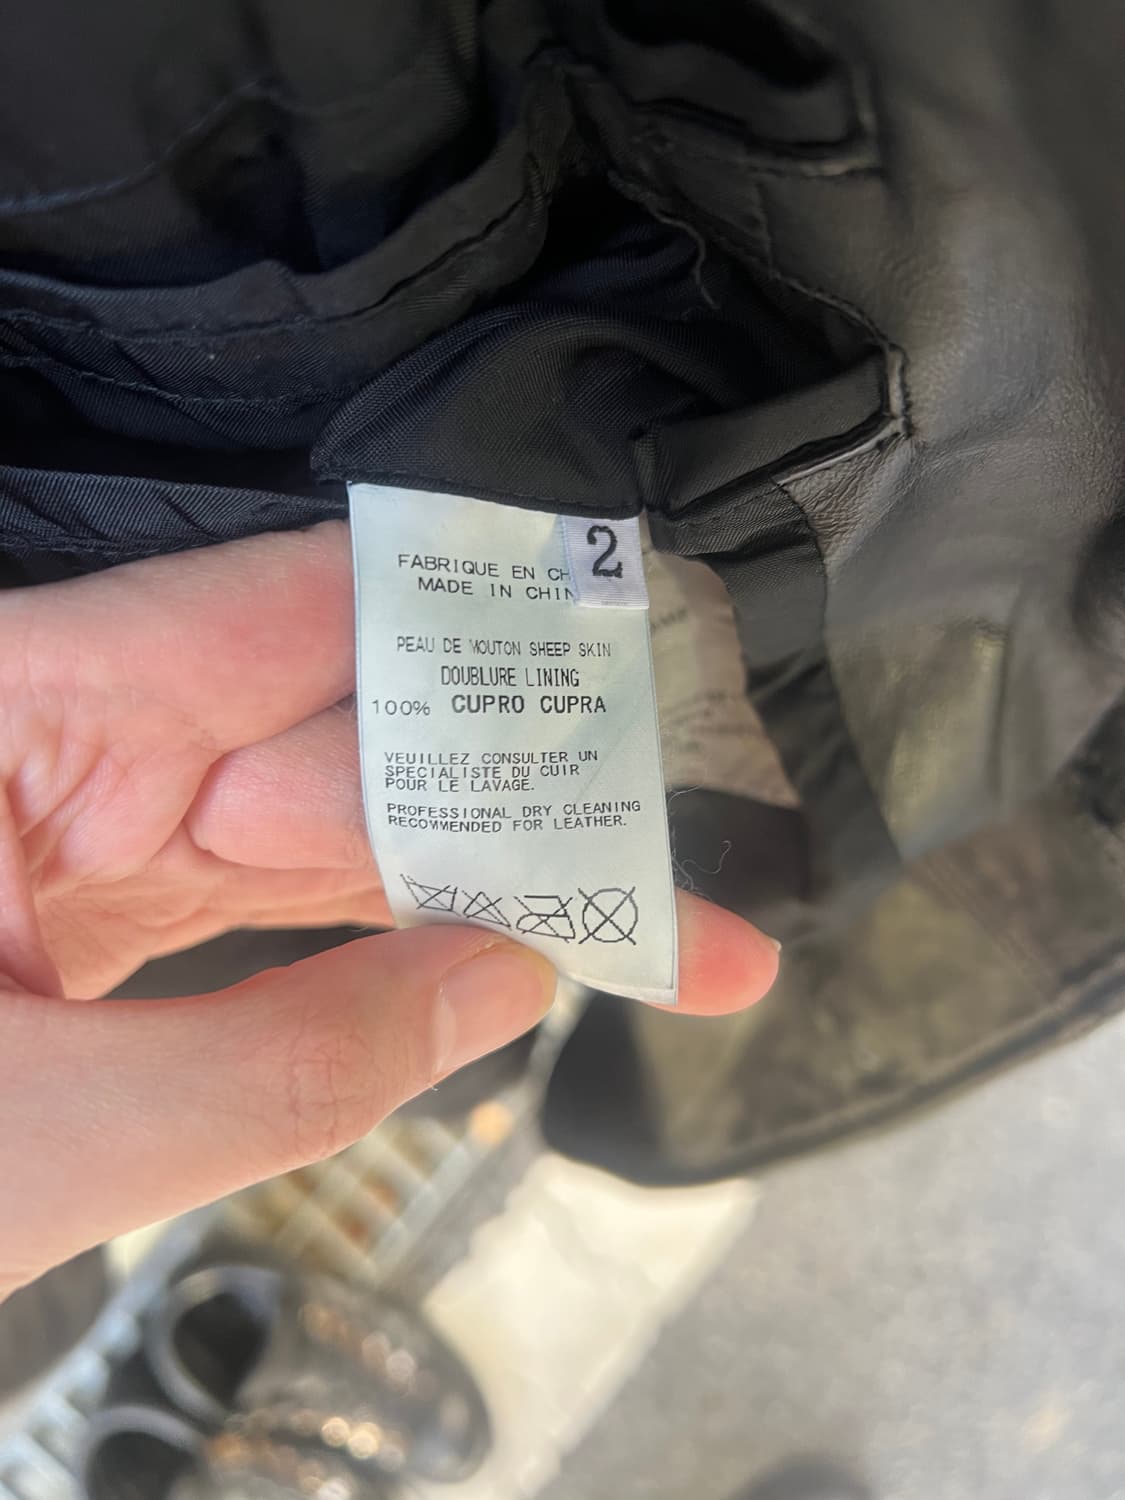 2
FABRIQUE EN CH
MADE IN CHIN
PEAU DE MOUTON SHEEP SKIN
DOUBLURE LINING
100% CUPRO CUPRA
VEUILLEZ CONSULTER UN
SPECIALISTE DU CUIR
POUR LE LAVAGE.
PROFESSIONAL DRY CLEANING
RECOMMENDED FOR LEATHER.